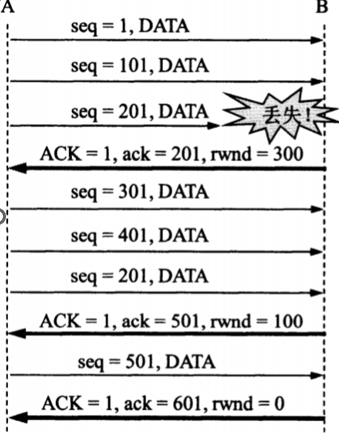 A B
seq = 1, DATA
seq = 101, DATA
seq = 201, DATA 丢失!
ACK = 1, ack = 201, rwnd = 300
seq = 301, DATA
seq = 401, DATA
seq = 201, DATA
ACK = 1, ack = 501, rwnd = 100
seq = 501, DATA
ACK = 1, ack = 601, rwnd = 0